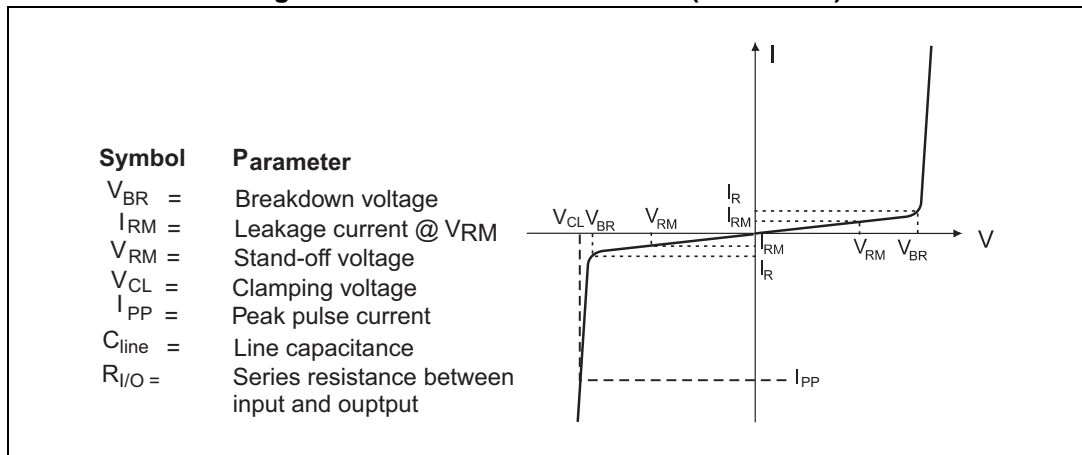 Symbol Parameter
VBR = Breakdown voltage
IRM = Leakage current @ VRM
VRM = Stand-off voltage
VCL = Clamping voltage
IPP = Peak pulse current
Cline = Line capacitance
RI/O = Series resistance between
input and ouptput
I
IR
IRM
VCL VBR VRM
V
IRM
VRM VBR
IR
IPP